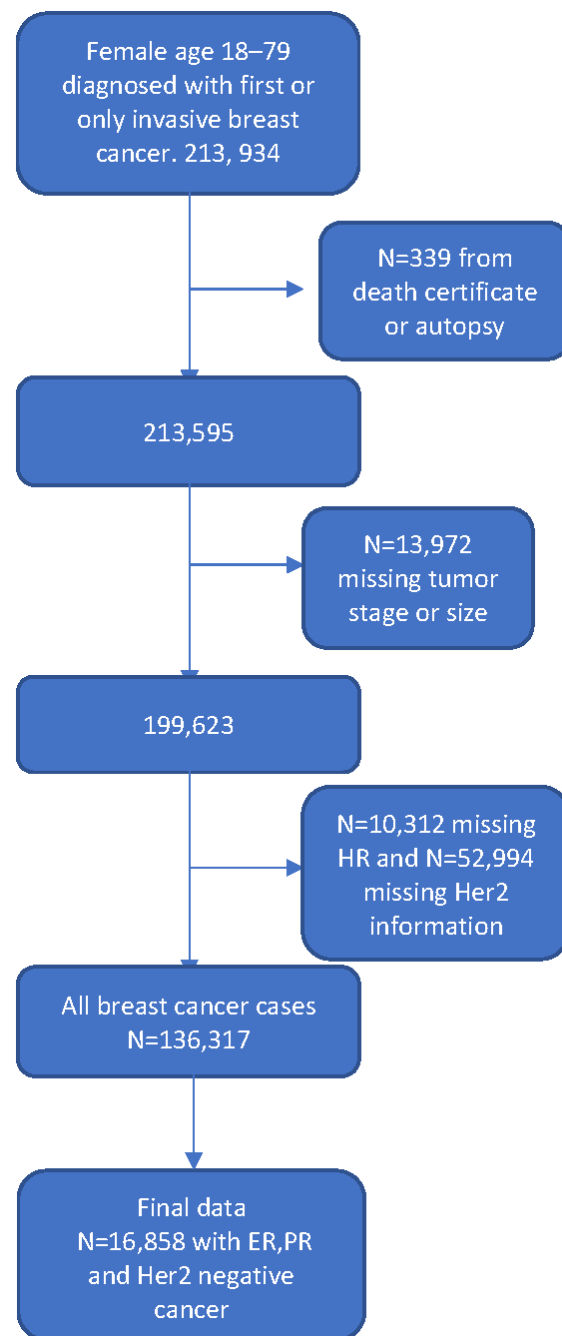 Female age 18–79
diagnosed with first or
only invasive breast
cancer. 213, 934
N=339 from
death certificate
or autopsy
213,595
N=13,972
missing tumor
stage or size
199,623
N=10,312 missing
HR and N=52,994
missing Her2
information
All breast cancer cases
N=136,317
Final data
N=16,858 with ER,PR
and Her2 negative
cancer